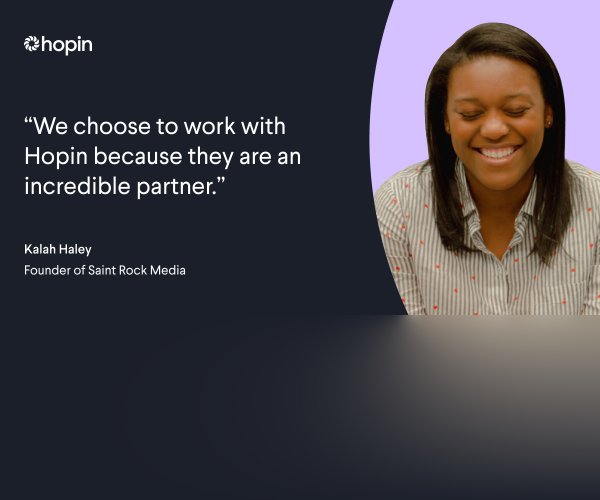 hopin
“We choose to work with
Hopin because they are an
incredible partner.”
Kalah Haley
Founder of Saint Rock Media